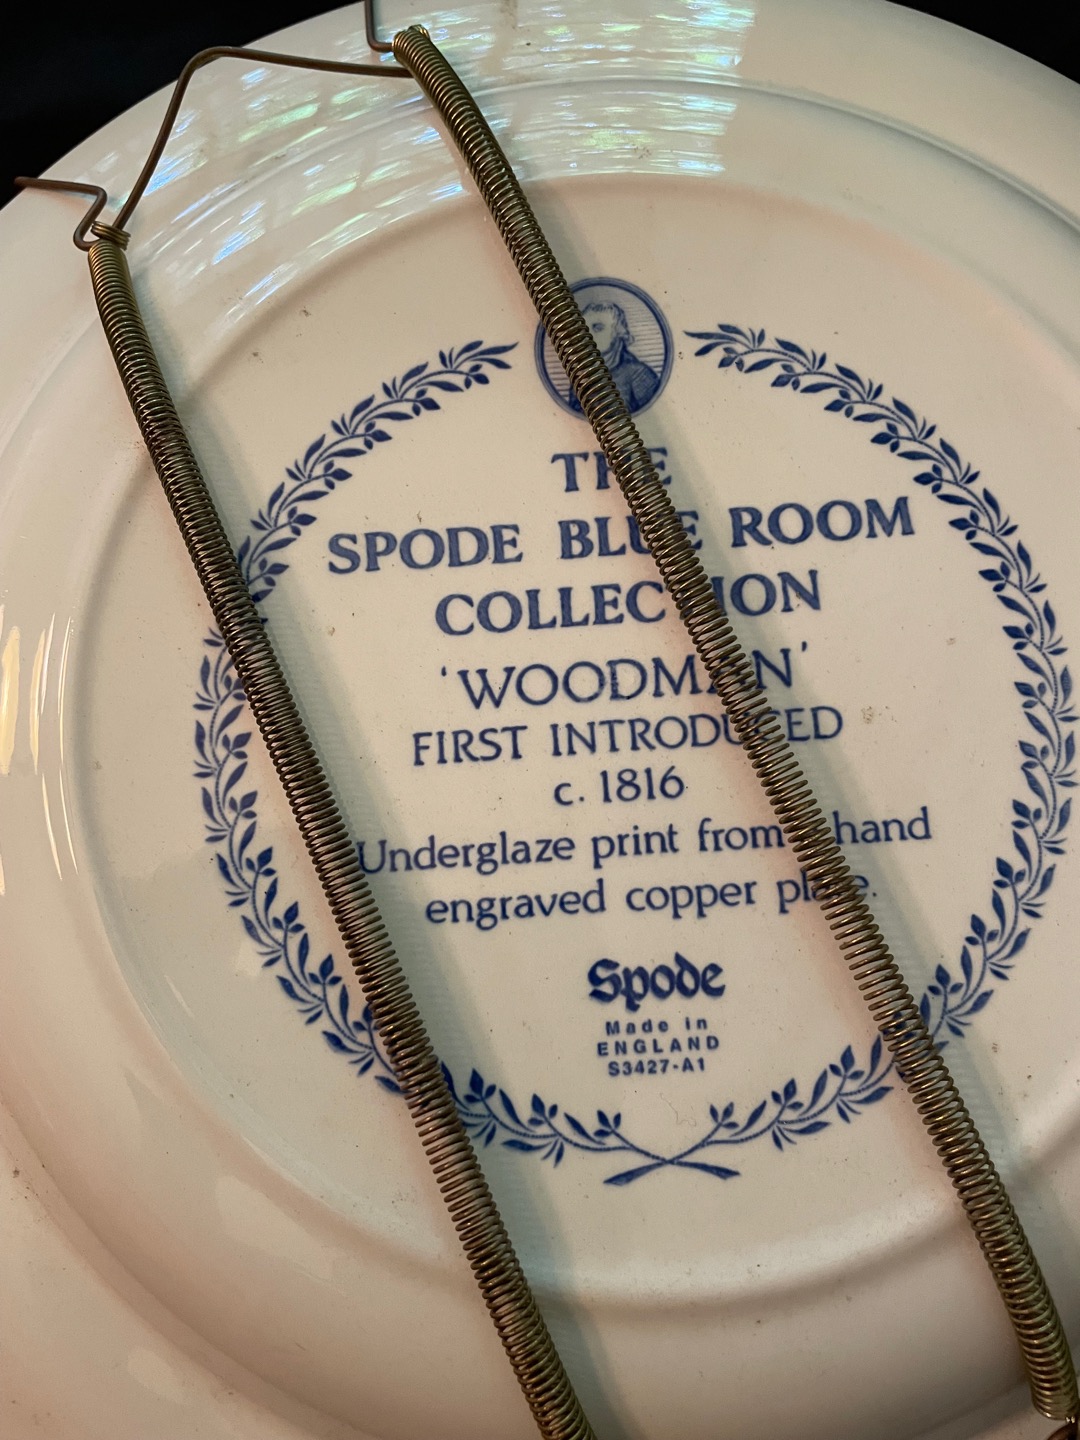 THE
SPODE BLUE ROOM
COLLECTION
'WOODMAN'
FIRST INTRODUCED
c. 1816
Underglaze print from a hand
engraved copper plate.
Spode
Made in
ENGLAND
S3427-A1